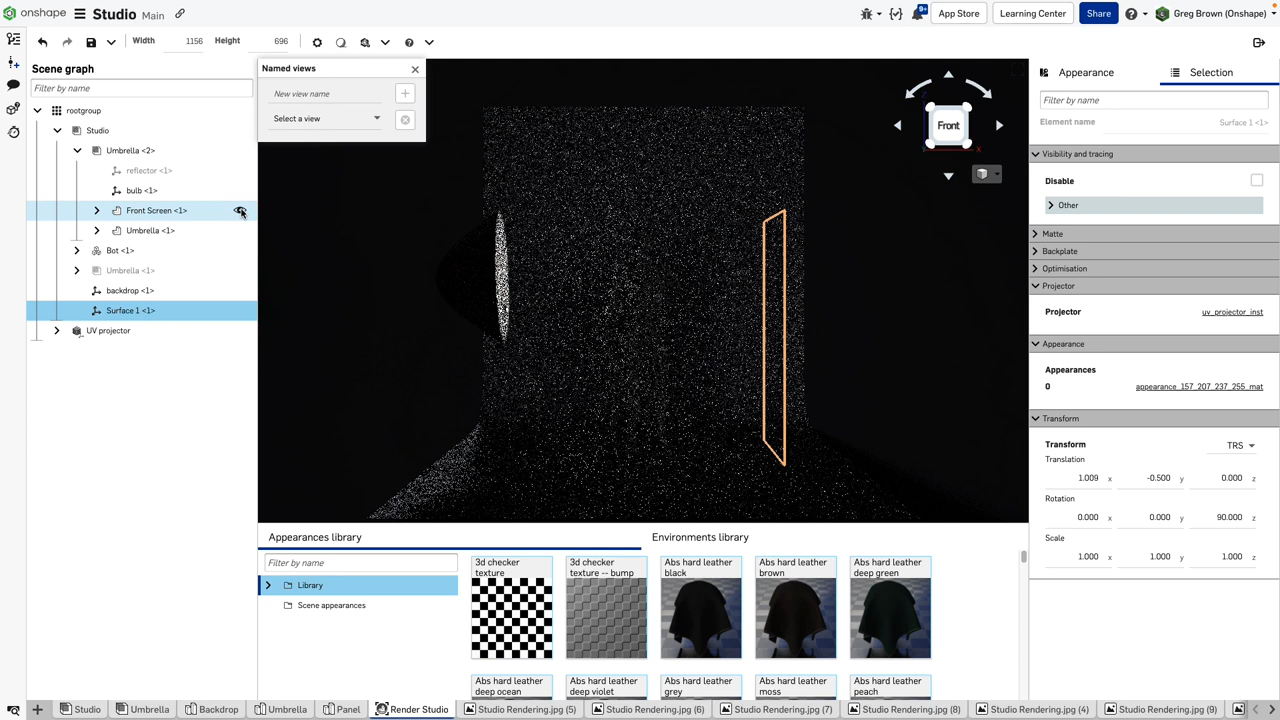 onshape Studio Main 9+ App Store Learning Center Share Greg Brown (Onshape)
Width 1156 Height 696
Scene graph
Filter by name
rootgroup
Studio
Umbrella <2>
reflector <1>
bulb <1>
Front Screen <1>
Umbrella <1>
Bot <1>
Umbrella <1>
backdrop <1>
Surface 1 <1>
UV projector
Named views
New view name
Select a view
Front
x
Appearance Selection
Filter by name
Element name Surface 1 <1>
Visibility and tracing
Disable
Other
Matte
Backplate
Optimisation
Projector
Projector uv_projector_inst
Appearance
Appearances
0 appearance_157_207_237_255_mat
Transform
Transform TRS
Translation
1.009 x -0.500 y 0.000 z
Rotation
0.000 x 0.000 y 90.000 z
Scale
1.000 x 1.000 y 1.000 z
Appearances library Environments library
Filter by name
Library
Scene appearances
3d checker texture
3d checker texture -- bump
Abs hard leather black
Abs hard leather brown
Abs hard leather deep green
Abs hard leather deep ocean
Abs hard leather deep violet
Abs hard leather grey
Abs hard leather moss
Abs hard leather peach
Studio Umbrella Backdrop Umbrella Panel Render Studio Studio Rendering.jpg (5) Studio Rendering.jpg (6) Studio Rendering.jpg (7) Studio Rendering.jpg (8) Studio Rendering.jpg (4) Studio Rendering.jpg (9)